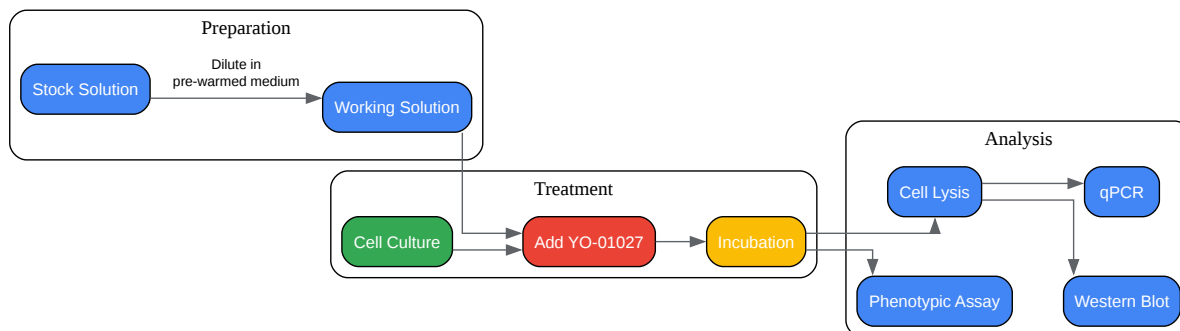 Preparation
Stock Solution
Dilute in
pre-warmed medium
Working Solution
Treatment
Cell Culture
Add YO-01027
Incubation
Analysis
Cell Lysis
qPCR
Phenotypic Assay
Western Blot